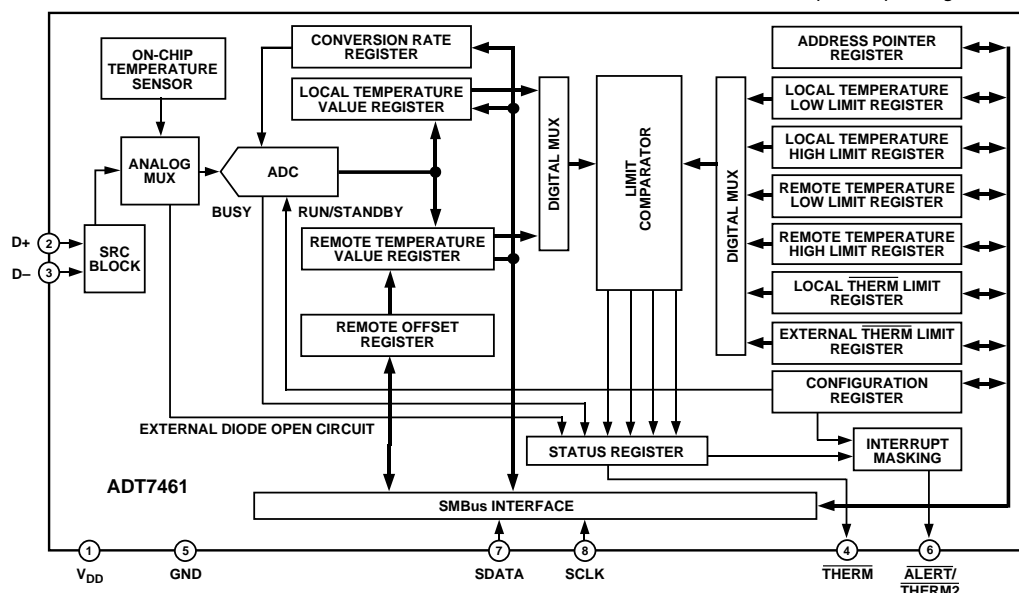 ON-CHIP
TEMPERATURE
SENSOR
CONVERSION RATE
REGISTER
LOCAL TEMPERATURE
VALUE REGISTER
ANALOG
MUX
ADC
BUSY
RUN/STANDBY
SRC
BLOCK
D+
2
D–
3
REMOTE TEMPERATURE
VALUE REGISTER
REMOTE OFFSET
REGISTER
DIGITAL MUX
LIMIT
COMPARATOR
DIGITAL MUX
ADDRESS POINTER
REGISTER
LOCAL TEMPERATURE
LOW LIMIT REGISTER
LOCAL TEMPERATURE
HIGH LIMIT REGISTER
REMOTE TEMPERATURE
LOW LIMIT REGISTER
REMOTE TEMPERATURE
HIGH LIMIT REGISTER
LOCAL THERM LIMIT
REGISTER
EXTERNAL THERM LIMIT
REGISTER
CONFIGURATION
REGISTER
EXTERNAL DIODE OPEN CIRCUIT
STATUS REGISTER
INTERRUPT
MASKING
ADT7461
SMBus INTERFACE
1
5
7
8
4
6
VDD
GND
SDATA
SCLK
THERM
ALERT/
THERM2